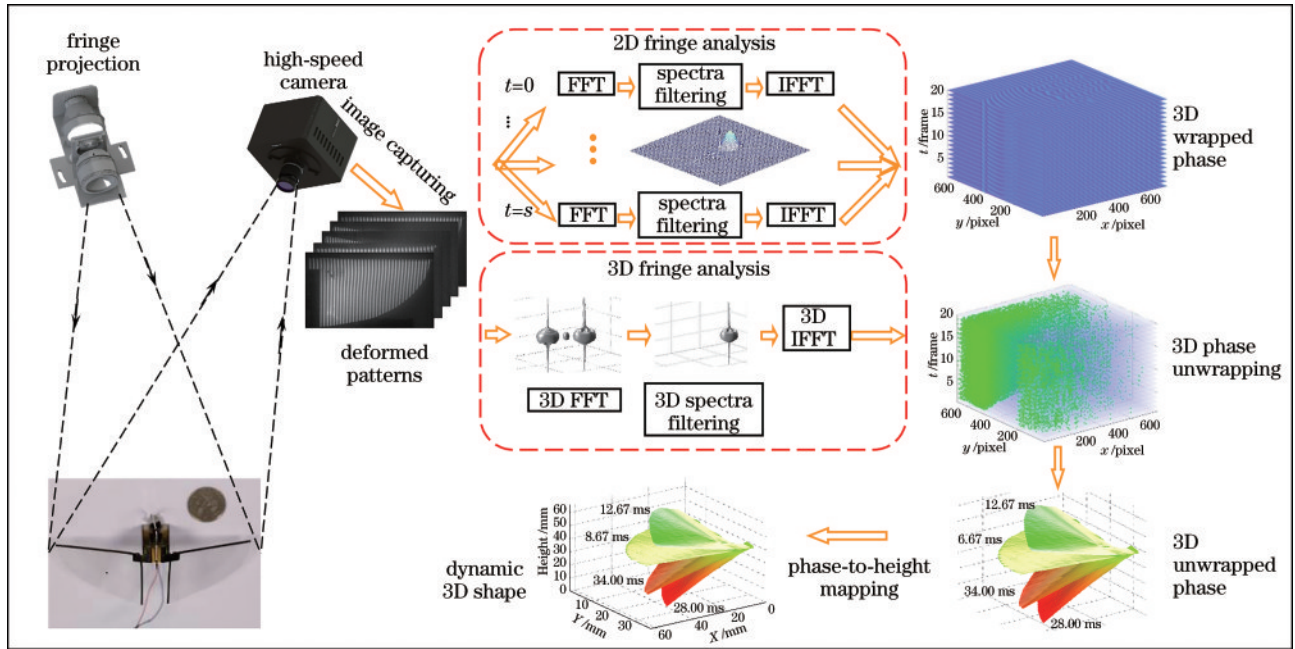 fringe
projection
high-speed
camera
image capturing
deformed
patterns
2D fringe analysis
t=0
FFT
spectra
filtering
IFFT
...
t=s
FFT
spectra
filtering
IFFT
3D fringe analysis
3D FFT
3D spectra
filtering
3D
IFFT
20
15
10
5
t/frame
600
400
200
y/pixel
200
400
600
x/pixel
3D
wrapped
phase
20
15
10
5
t/frame
600
400
200
y/pixel
200
400
600
x/pixel
3D phase
unwrapping
12.67 ms
6.67 ms
34.00 ms
28.00 ms
3D
unwrapped
phase
phase-to-height
mapping
60
50
40
30
20
10
0
Height/mm
12.67 ms
8.67 ms
34.00 ms
28.00 ms
10
20
30
Y/mm
60
40
20
0
X/mm
dynamic
3D shape